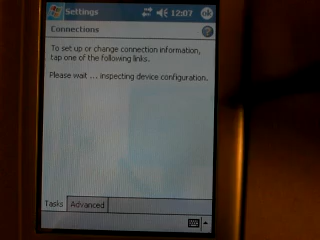 Settings 12:07 ok
Connections ?
To set up or change connection information,
tap one of the following links.
Please wait ... inspecting device configuration.
Tasks Advanced